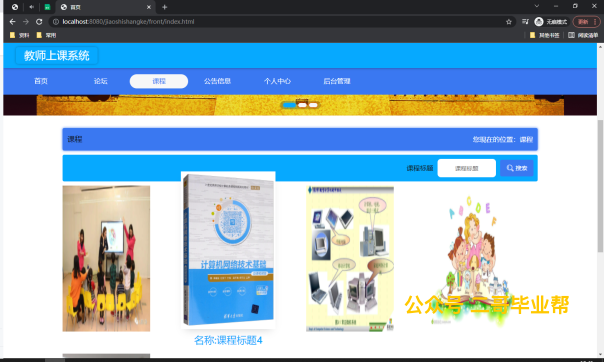 首页
localhost:8080/jiaoshishangke/front/index.html
无痕模式
更新
资料
常用
其他书签
阅读清单
教师上课系统
首页
论坛
课程
公告信息
个人中心
后台管理
课程
您现在的位置：课程
课程标题
课程标题
搜索
计算机网络技术基础
公众号 二哥毕业帮
名称:课程标题4